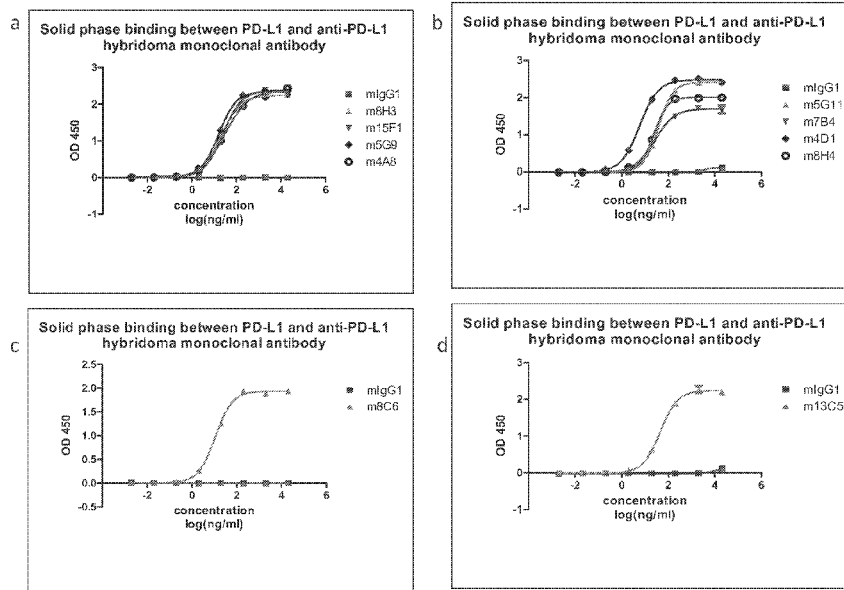 a
Solid phase binding between PD-L1 and anti-PD-L1
hybridoma monoclonal antibody
OD 450
3
2
1
0
-1
-2
0
2
4
6
concentration
log(ng/ml)
mIgG1
m6H3
m15F1
m5G9
m4A8
b
Solid phase binding between PD-L1 and anti-PD-L1
hybridoma monoclonal antibody
OD 450
3
2
1
0
-1
-2
0
2
4
6
concentration
log(ng/ml)
mIgG1
m5G11
m7B4
m4D1
m8H4
c
Solid phase binding between PD-L1 and anti-PD-L1
hybridoma monoclonal antibody
OD 450
2.5
2.0
1.5
1.0
0.5
0.0
-0.5
-2
0
2
4
6
concentration
log(ng/ml)
mIgG1
m8C6
d
Solid phase binding between PD-L1 and anti-PD-L1
hybridoma monoclonal antibody
OD 450
3
2
1
0
-1
-2
0
2
4
6
concentration
log(ng/ml)
mIgG1
m13C5